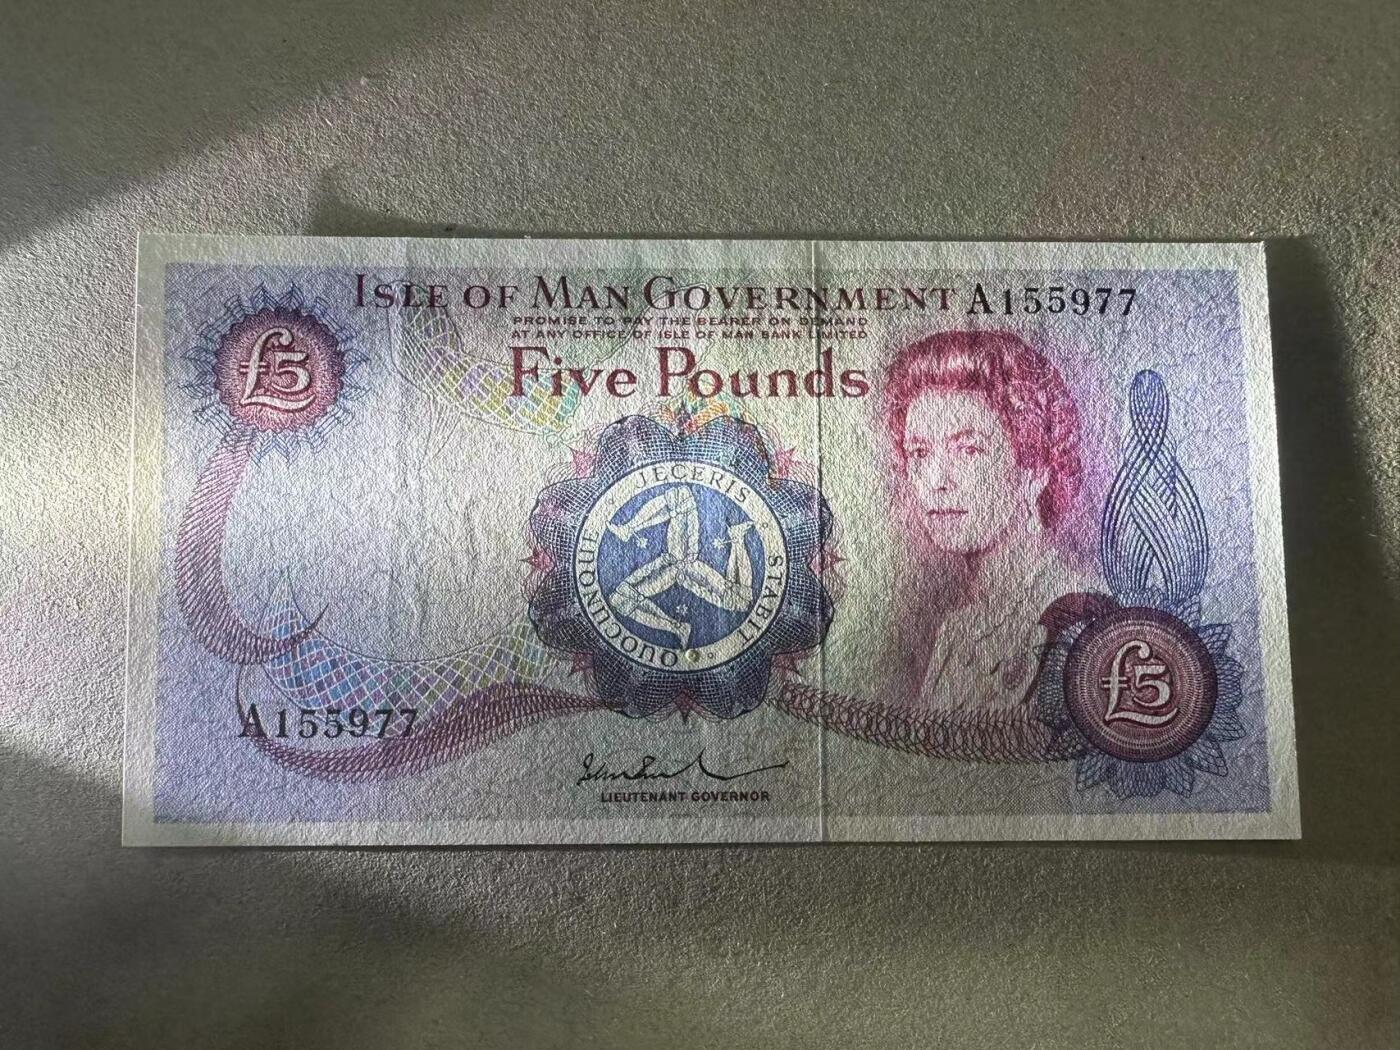 ISLE OF MAN GOVERNMENT A155977
PROMISE TO PAY THE BEARER ON DEMAND
AT ANY OFFICE OF ISLE OF MAN BANK LIMITED
Five Pounds
£5
QUOCUNQUE · JECERIS · STABIT ·
£5
A155977
LIEUTENANT GOVERNOR